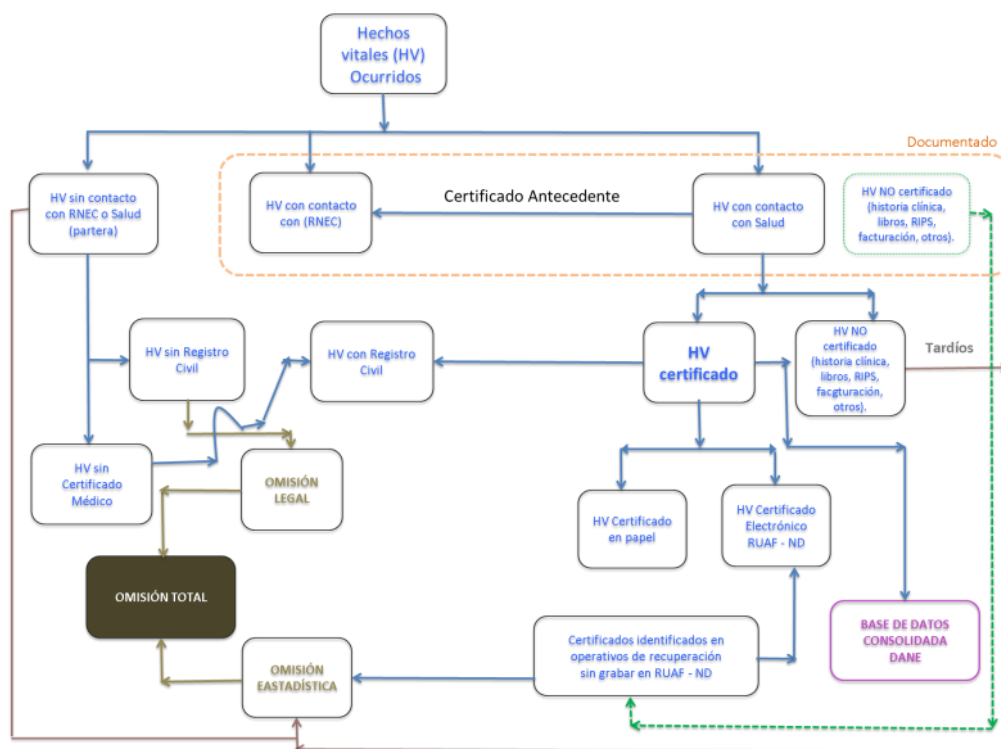 Hechos
vitales (HV)
Ocurridos
Documentado
HV sin contacto
con RNEC o Salud
(partera)
HV con contacto
con (RNEC)
Certificado Antecedente
HV con contacto
con Salud
HV NO certificado
(historia clínica,
libros, RIPS,
facturación, otros).
HV sin Registro
Civil
HV con Registro
Civil
HV
certificado
HV NO
certificado
(historia clínica,
libros, RIPS,
facgturación,
otros).
Tardíos
HV sin
Certificado
Médico
OMISIÓN
LEGAL
HV Certificado
en papel
HV Certificado
Electrónico
RUAF - ND
OMISIÓN TOTAL
BASE DE DATOS
CONSOLIDADA
DANE
OMISIÓN
EASTADÍSTICA
Certificados identificados en
operativos de recuperación
sin grabar en RUAF - ND